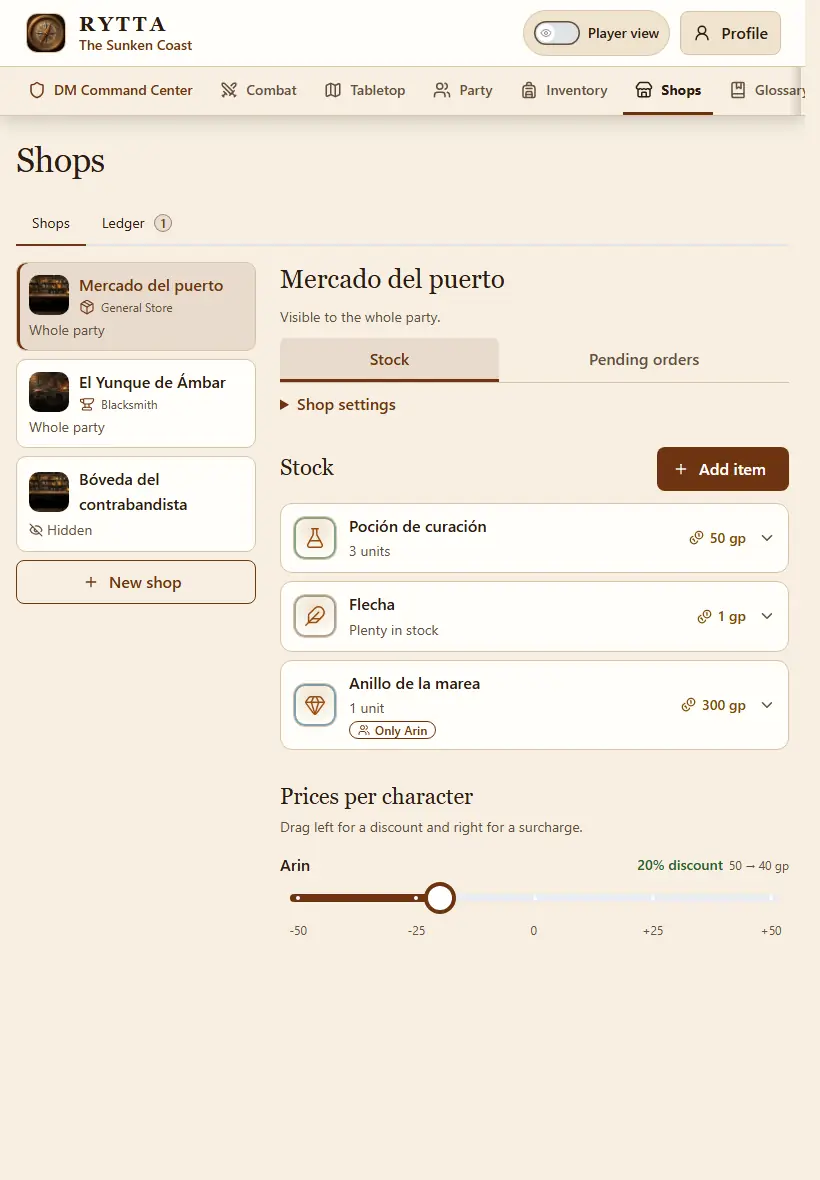 RYTTA
The Sunken Coast
Player view
Profile
DM Command Center
Combat
Tabletop
Party
Inventory
Shops
Glossary
Shops
Shops
Ledger 1
Mercado del puerto
General Store
Whole party
El Yunque de Ámbar
Blacksmith
Whole party
Bóveda del
contrabandista
Hidden
+ New shop
Mercado del puerto
Visible to the whole party.
Stock
Pending orders
Shop settings
Stock
+ Add item
Poción de curación
3 units
50 gp
Flecha
Plenty in stock
1 gp
Anillo de la marea
1 unit
Only Arin
300 gp
Prices per character
Drag left for a discount and right for a surcharge.
Arin
20% discount 50 → 40 gp
-50 -25 0 +25 +50